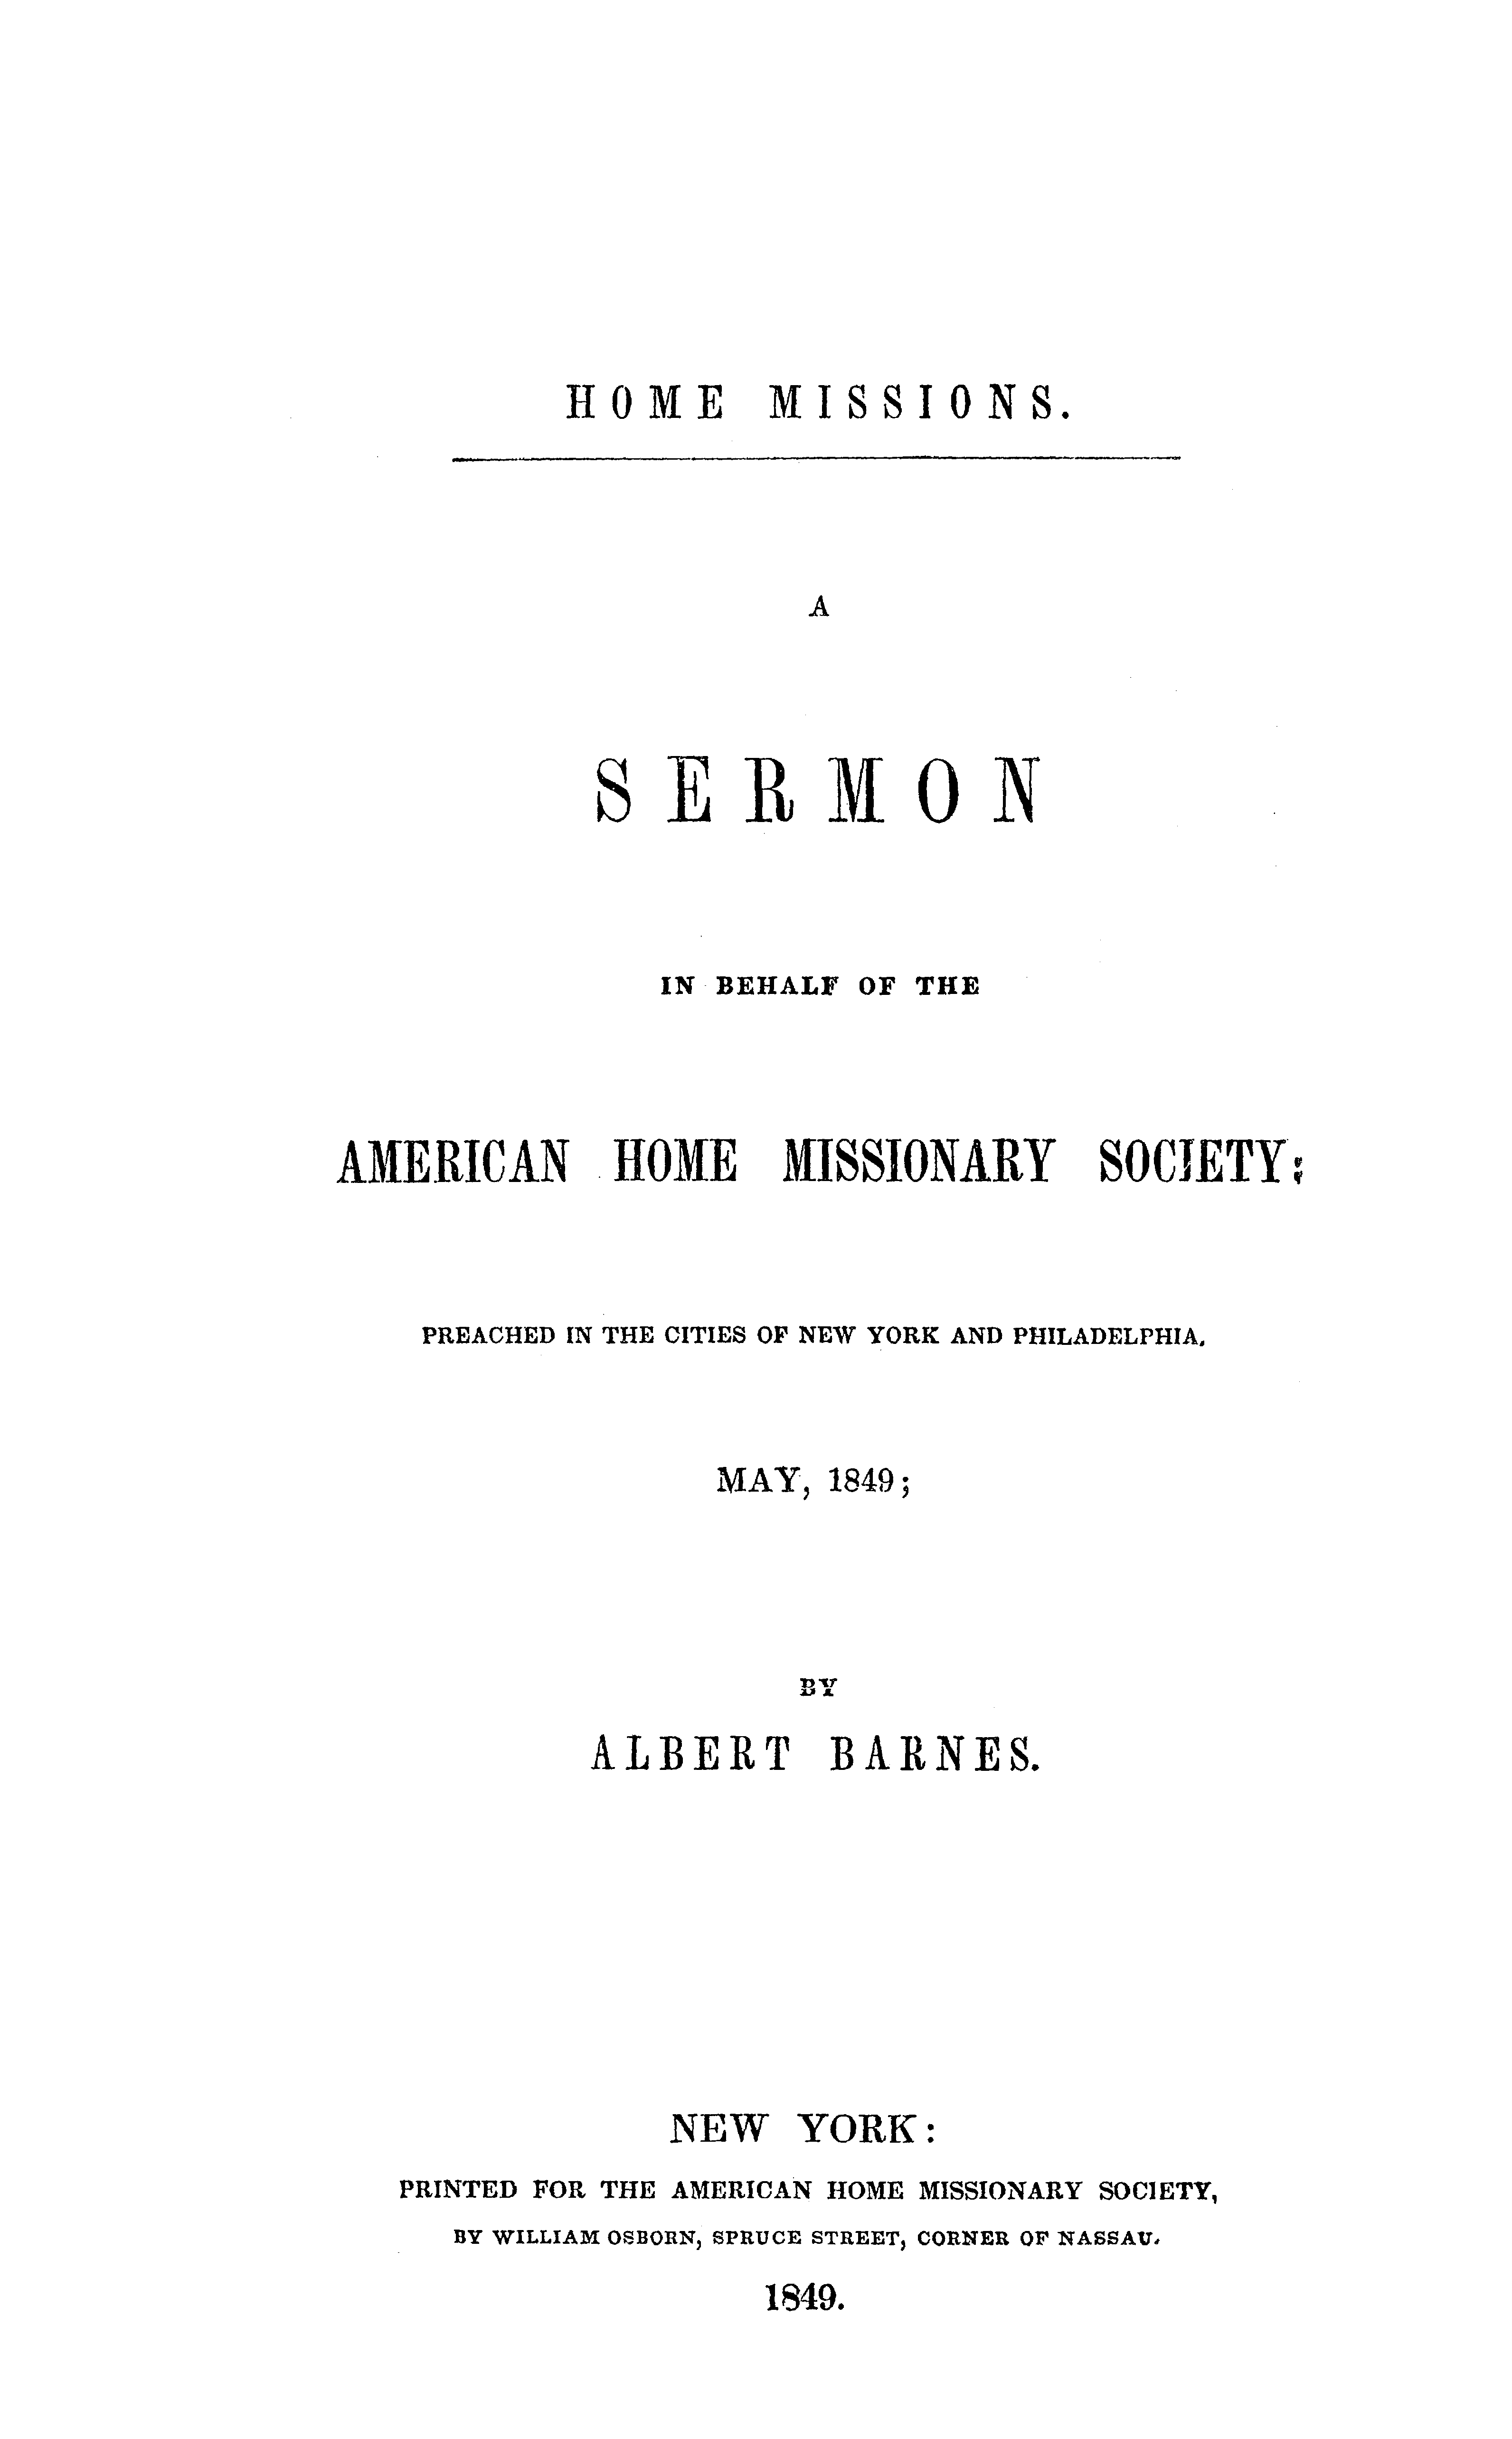 HOME MISSIONS.
A
SERMON
IN BEHALF OF THE
AMERICAN HOME MISSIONARY SOCIETY;
PREACHED IN THE CITIES OF NEW YORK AND PHILADELPHIA,
MAY, 1849;
BY
ALBERT BARNES.
NEW YORK:
PRINTED FOR THE AMERICAN HOME MISSIONARY SOCIETY,
BY WILLIAM OSBORN, SPRUCE STREET, CORNER OF NASSAU.
1849.